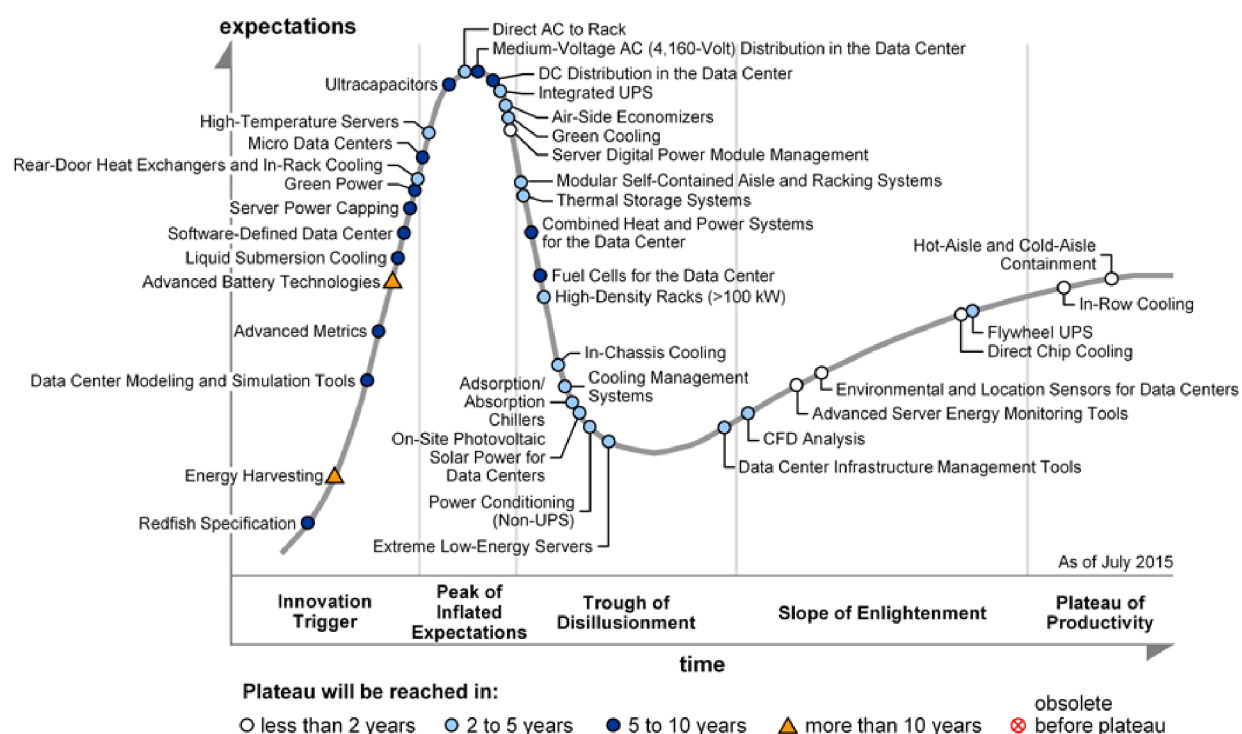 expectations
Direct AC to Rack
Medium-Voltage AC (4,160-Volt) Distribution in the Data Center
DC Distribution in the Data Center
Ultracapacitors
Integrated UPS
Air-Side Economizers
High-Temperature Servers
Green Cooling
Micro Data Centers
Server Digital Power Module Management
Rear-Door Heat Exchangers and In-Rack Cooling
Green Power
Modular Self-Contained Aisle and Racking Systems
Thermal Storage Systems
Server Power Capping
Combined Heat and Power Systems
for the Data Center
Software-Defined Data Center
Liquid Submersion Cooling
Hot-Aisle and Cold-Aisle
Containment
Advanced Battery Technologies
Fuel Cells for the Data Center
High-Density Racks (>100 kW)
In-Row Cooling
Advanced Metrics
Flywheel UPS
Direct Chip Cooling
In-Chassis Cooling
Data Center Modeling and Simulation Tools
Cooling Management
Systems
Adsorption/
Absorption
Chillers
Environmental and Location Sensors for Data Centers
Advanced Server Energy Monitoring Tools
On-Site Photovoltaic
Solar Power for
Data Centers
CFD Analysis
Data Center Infrastructure Management Tools
Energy Harvesting
Power Conditioning
(Non-UPS)
Redfish Specification
Extreme Low-Energy Servers
As of July 2015
Innovation
Trigger
Peak of
Inflated
Expectations
Trough of
Disillusionment
Slope of Enlightenment
Plateau of
Productivity
time
Plateau will be reached in:
less than 2 years
2 to 5 years
5 to 10 years
more than 10 years
obsolete
before plateau